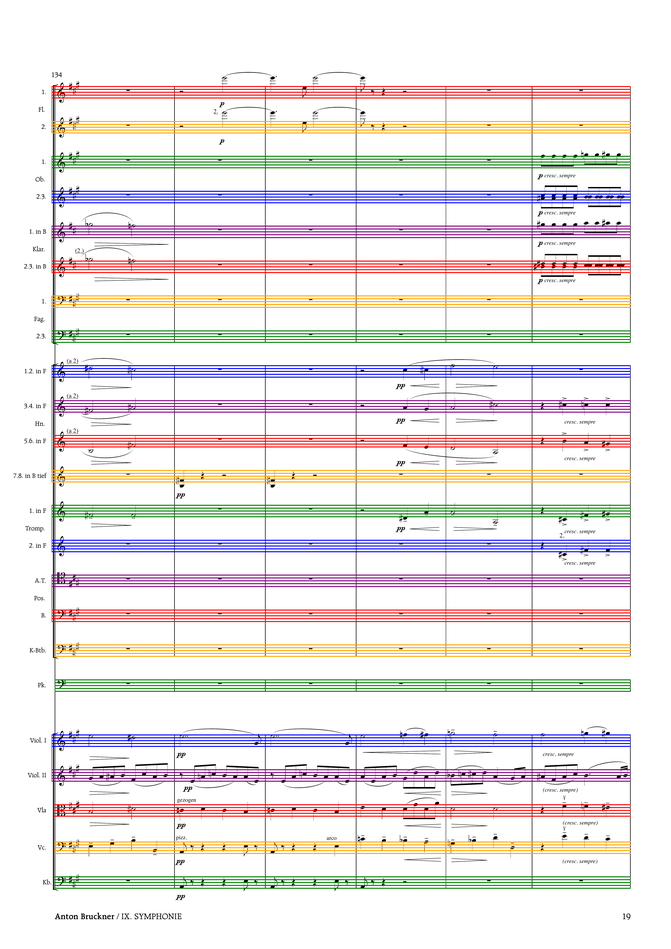 134
1.
p
Fl.
2.
2.
p
1.
p cresc. sempre
Ob.
2.3.
p cresc. sempre
1. in B
p cresc. sempre
Klar.
(2.)
2.3. in B
p cresc. sempre
1.
Fag.
2.3.
(a.2)
1.2. in F
pp
(a.2)
3.4. in F
pp
cresc. sempre
Hn.
(a.2)
5.6. in F
pp
cresc. sempre
7.8. in B tief
pp
1. in F
pp
cresc. sempre
Tromp.
2.
2. in F
cresc. sempre
A.T.
Pos.
B.
K-Btb.
Pk.
Viol. I
pp
cresc. sempre
Viol. II
pp
(cresc. sempre)
gezogen
Vla
pp
(cresc. sempre)
pizz.
arco
Vc.
pp
(cresc. sempre)
Kb.
pp
Anton Bruckner / IX. SYMPHONIE
19